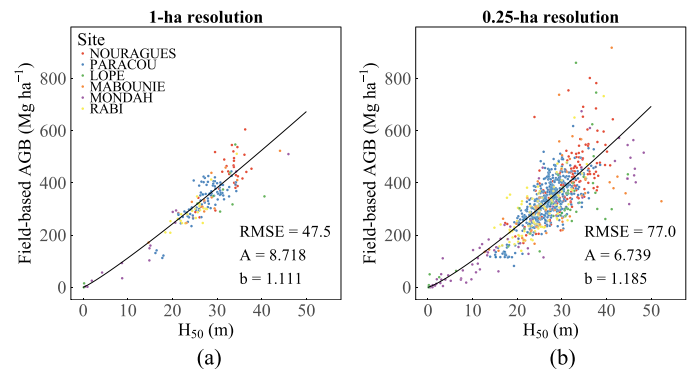 1-ha resolution
Site
NOURAGUES
PARACOU
LOPE
MABOUNIE
MONDAH
RABI
Field-based AGB (Mg ha⁻¹)
800
600
400
200
0
RMSE = 47.5
A = 8.718
b = 1.111
0 10 20 30 40 50
H₅₀ (m)
(a)
0.25-ha resolution
Field-based AGB (Mg ha⁻¹)
800
600
400
200
0
RMSE = 77.0
A = 6.739
b = 1.185
0 10 20 30 40 50
H₅₀ (m)
(b)